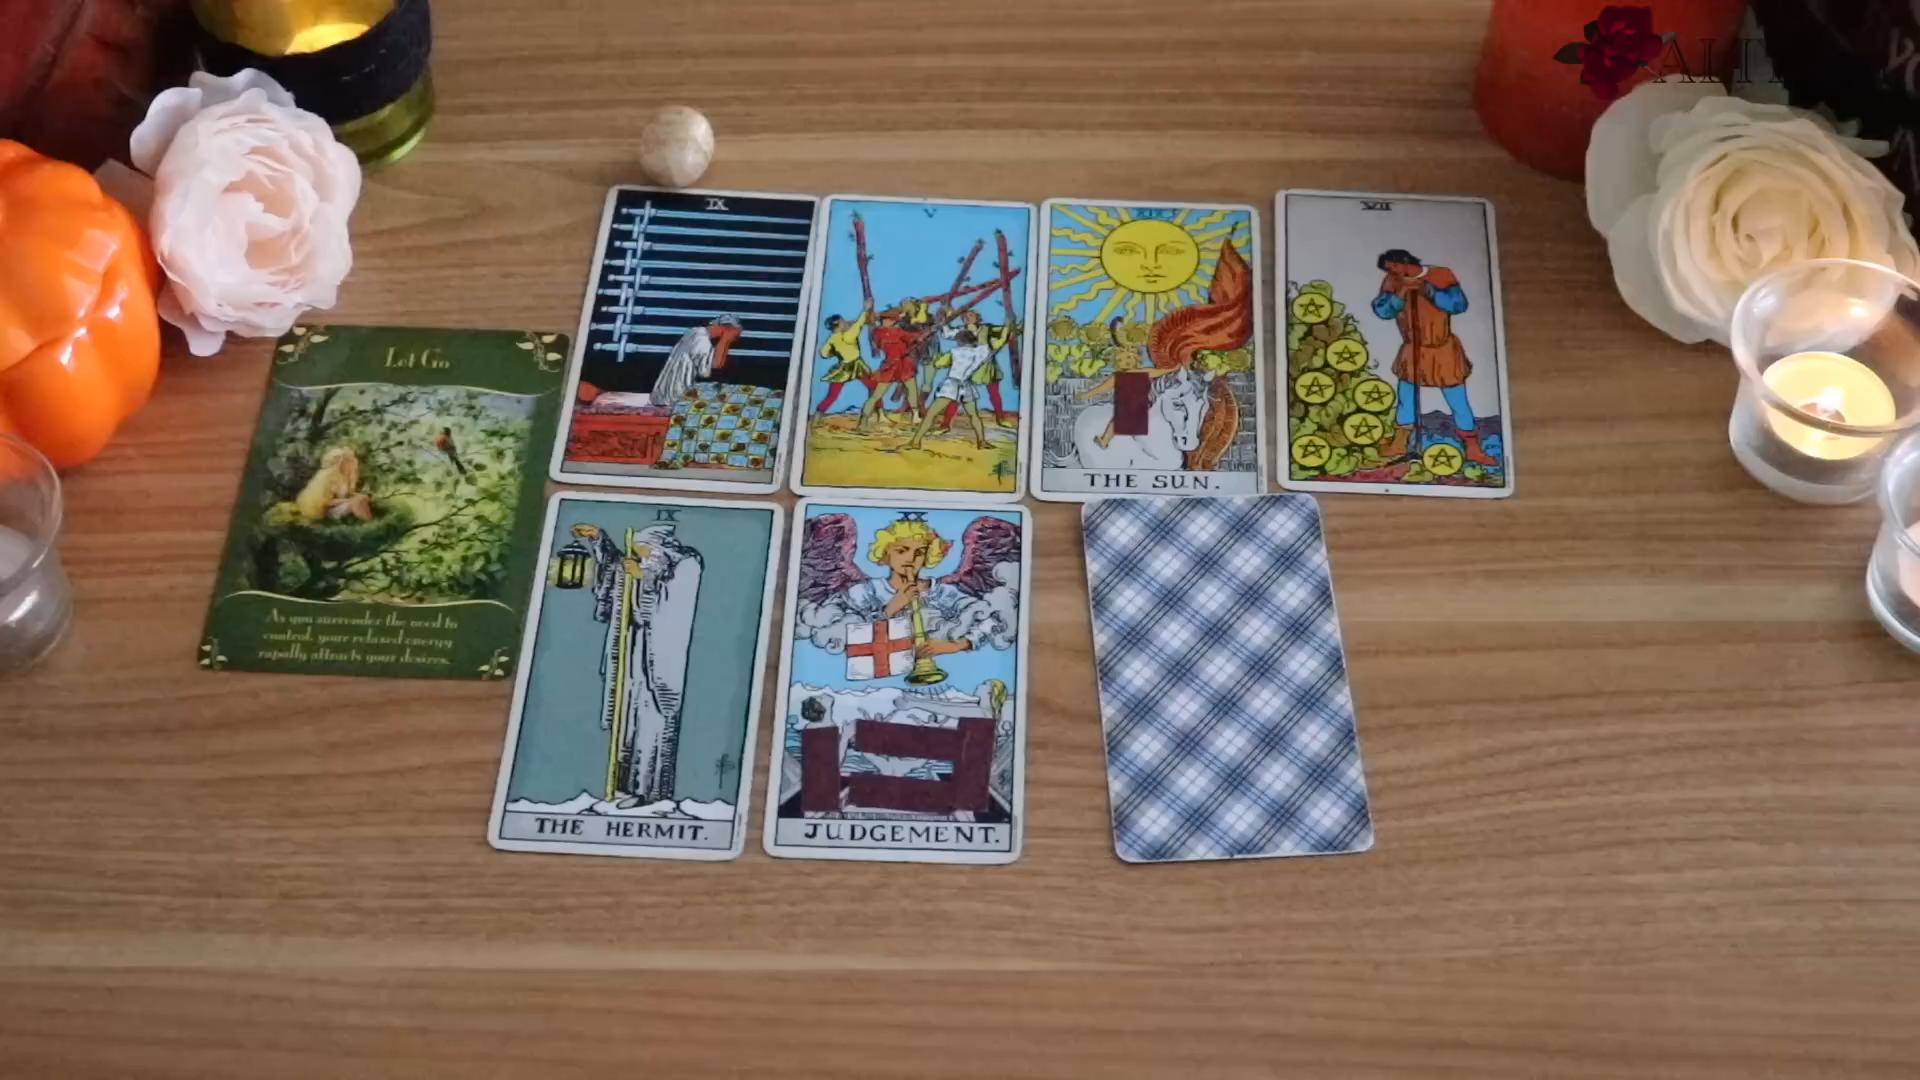 IX
V
XIX
VII
Let Go
As you surrender the need to
control, your relaxed energy
rapidly attracts your desires.
THE SUN.
IX
XX
THE HERMIT.
JUDGEMENT.